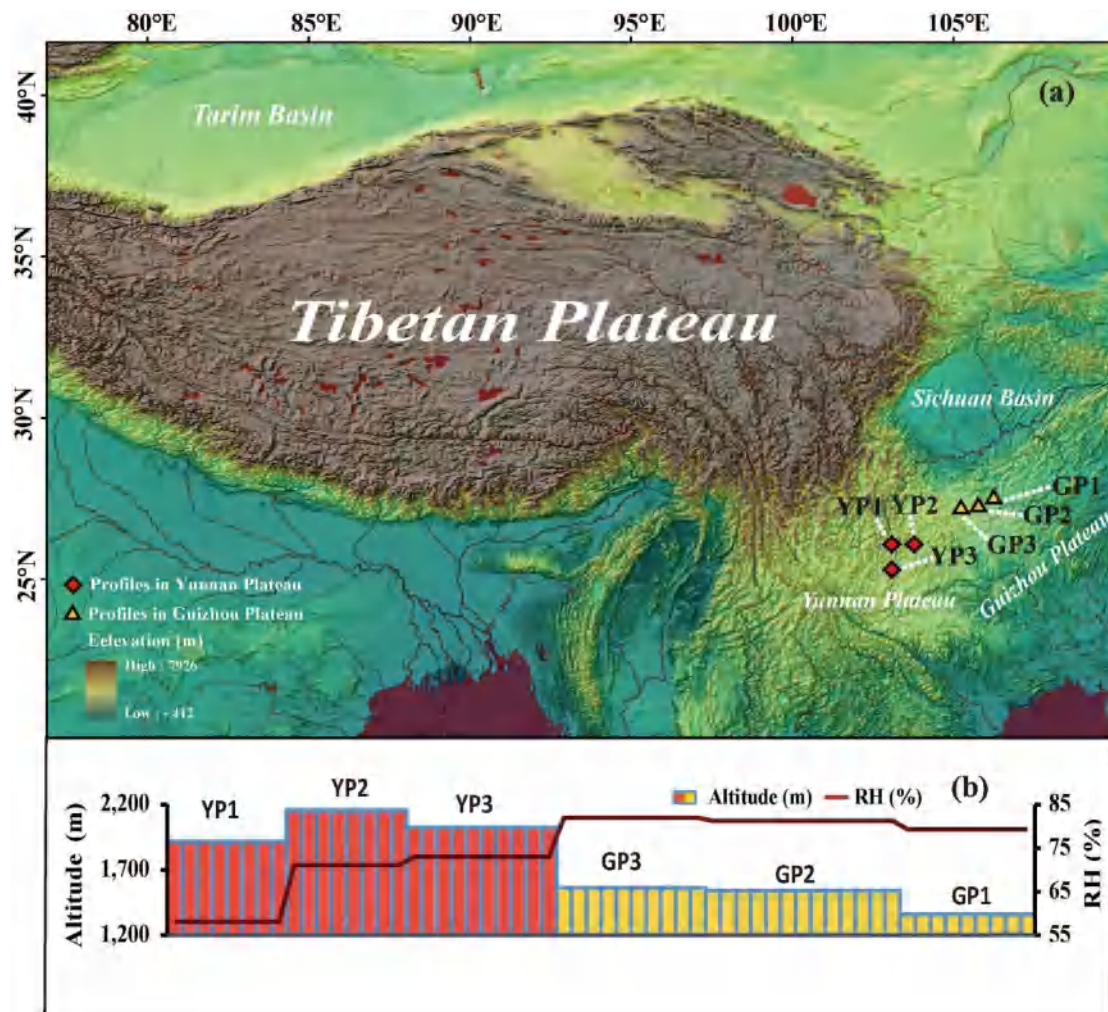 80°E 85°E 90°E 95°E 100°E 105°E
(a)
40°N
35°N
30°N
25°N
Tarim Basin
Tibetan Plateau
Sichuan Basin
GP1
YP1 YP2 GP2
GP3
YP3
Yunnan Plateau
Guizhou Plateau
Profiles in Yunnan Plateau
Profiles in Guizhou Plateau
Eelevation (m)
High : 7926
Low : -412
(b)
Altitude (m) RH (%)
2,200
1,700
1,200
Altitude (m)
YP1
YP2
YP3
GP3
GP2
GP1
85
75
65
55
RH (%)